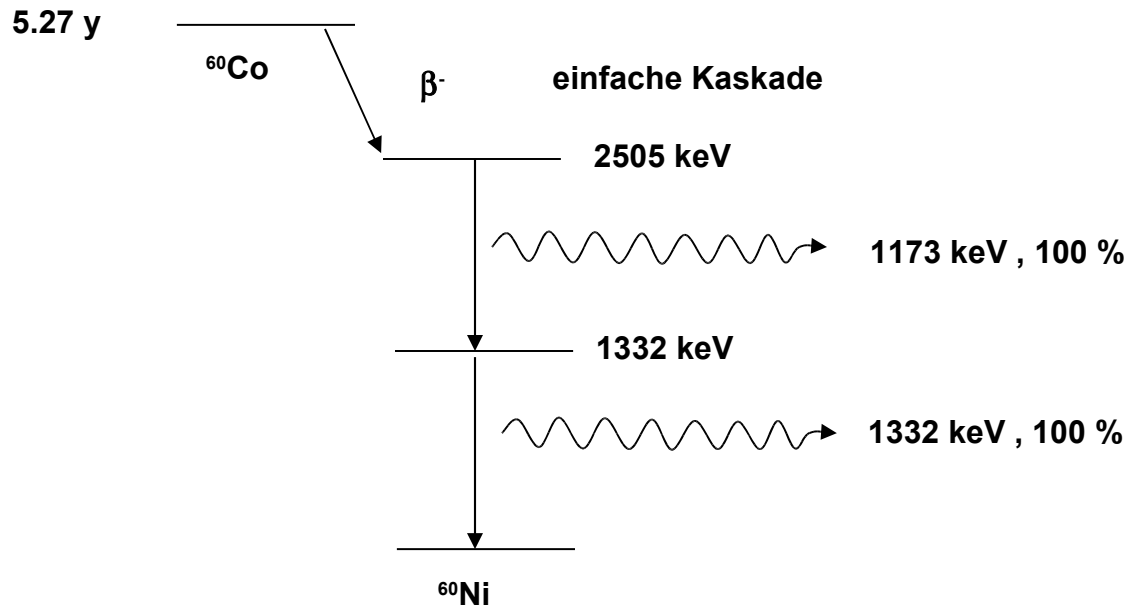 5.27 y
⁶⁰Co
β⁻ einfache Kaskade
2505 keV
1173 keV , 100 %
1332 keV
1332 keV , 100 %
⁶⁰Ni